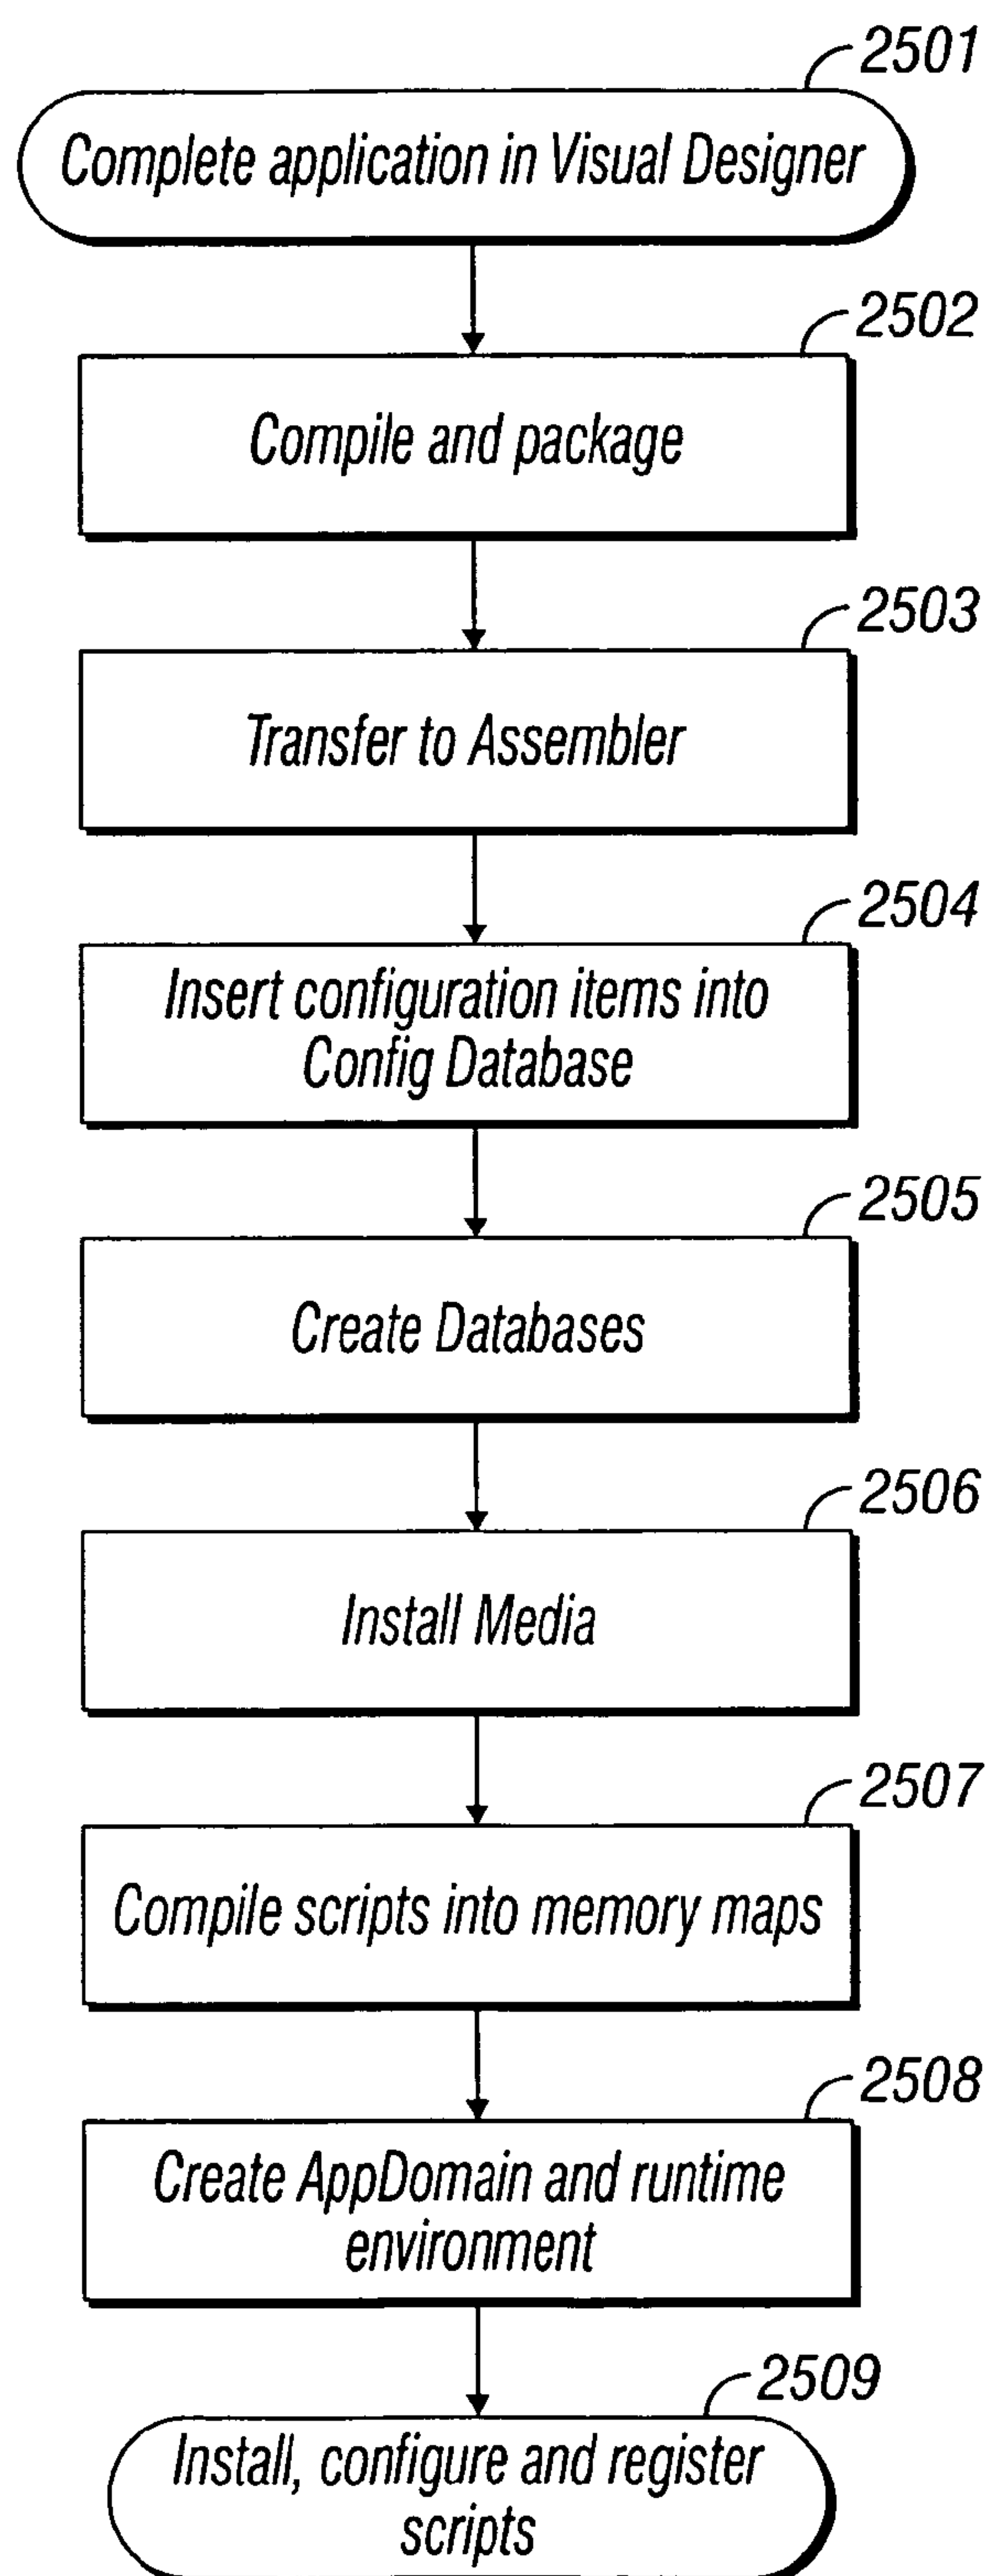 2501
Complete application in Visual Designer
2502
Compile and package
2503
Transfer to Assembler
2504
Insert configuration items into
Config Database
2505
Create Databases
2506
Install Media
2507
Compile scripts into memory maps
2508
Create AppDomain and runtime
environment
2509
Install, configure and register
scripts